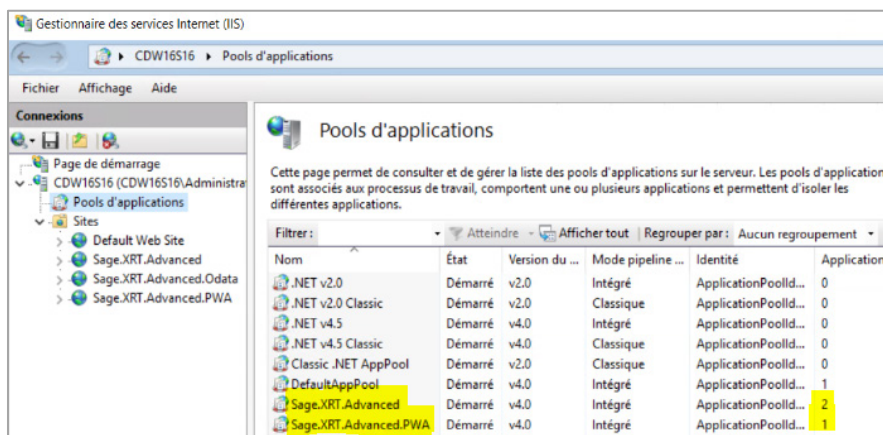 Gestionnaire des services Internet (IIS)
CDW16S16 Pools d'applications
Fichier Affichage Aide
Connexions
Page de démarrage
CDW16S16 (CDW16S16\Administra
Pools d'applications
Sites
Default Web Site
Sage.XRT.Advanced
Sage.XRT.Advanced.Odata
Sage.XRT.Advanced.PWA
Pools d'applications
Cette page permet de consulter et de gérer la liste des pools d'applications sur le serveur. Les pools d'application
sont associés aux processus de travail, comportent une ou plusieurs applications et permettent d'isoler les
différentes applications.
Filtrer : Atteindre Afficher tout Regrouper par : Aucun regroupement
Nom État Version du ... Mode pipeline ... Identité Application
.NET v2.0 Démarré v2.0 Intégré ApplicationPoolId... 0
.NET v2.0 Classic Démarré v2.0 Classique ApplicationPoolId... 0
.NET v4.5 Démarré v4.0 Intégré ApplicationPoolId... 0
.NET v4.5 Classic Démarré v4.0 Classique ApplicationPoolId... 0
Classic .NET AppPool Démarré v2.0 Classique ApplicationPoolId... 0
DefaultAppPool Démarré v4.0 Intégré ApplicationPoolId... 1
Sage.XRT.Advanced Démarré v4.0 Intégré ApplicationPoolId... 2
Sage.XRT.Advanced.PWA Démarré v4.0 Intégré ApplicationPoolId... 1